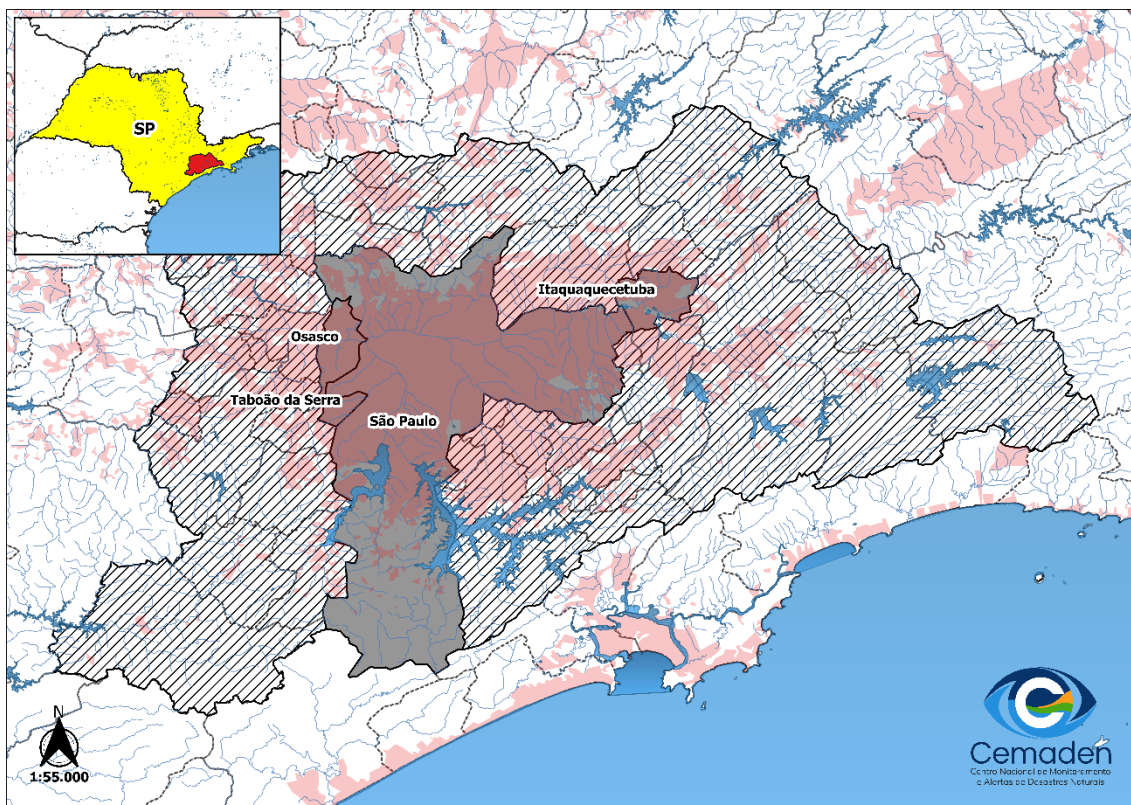 SP
Itaquaquecetuba
Osasco
Taboão da Serra
São Paulo
N
1:55.000
Cemaden
Centro Nacional de Monitoramento
e Alertas de Desastres Naturais